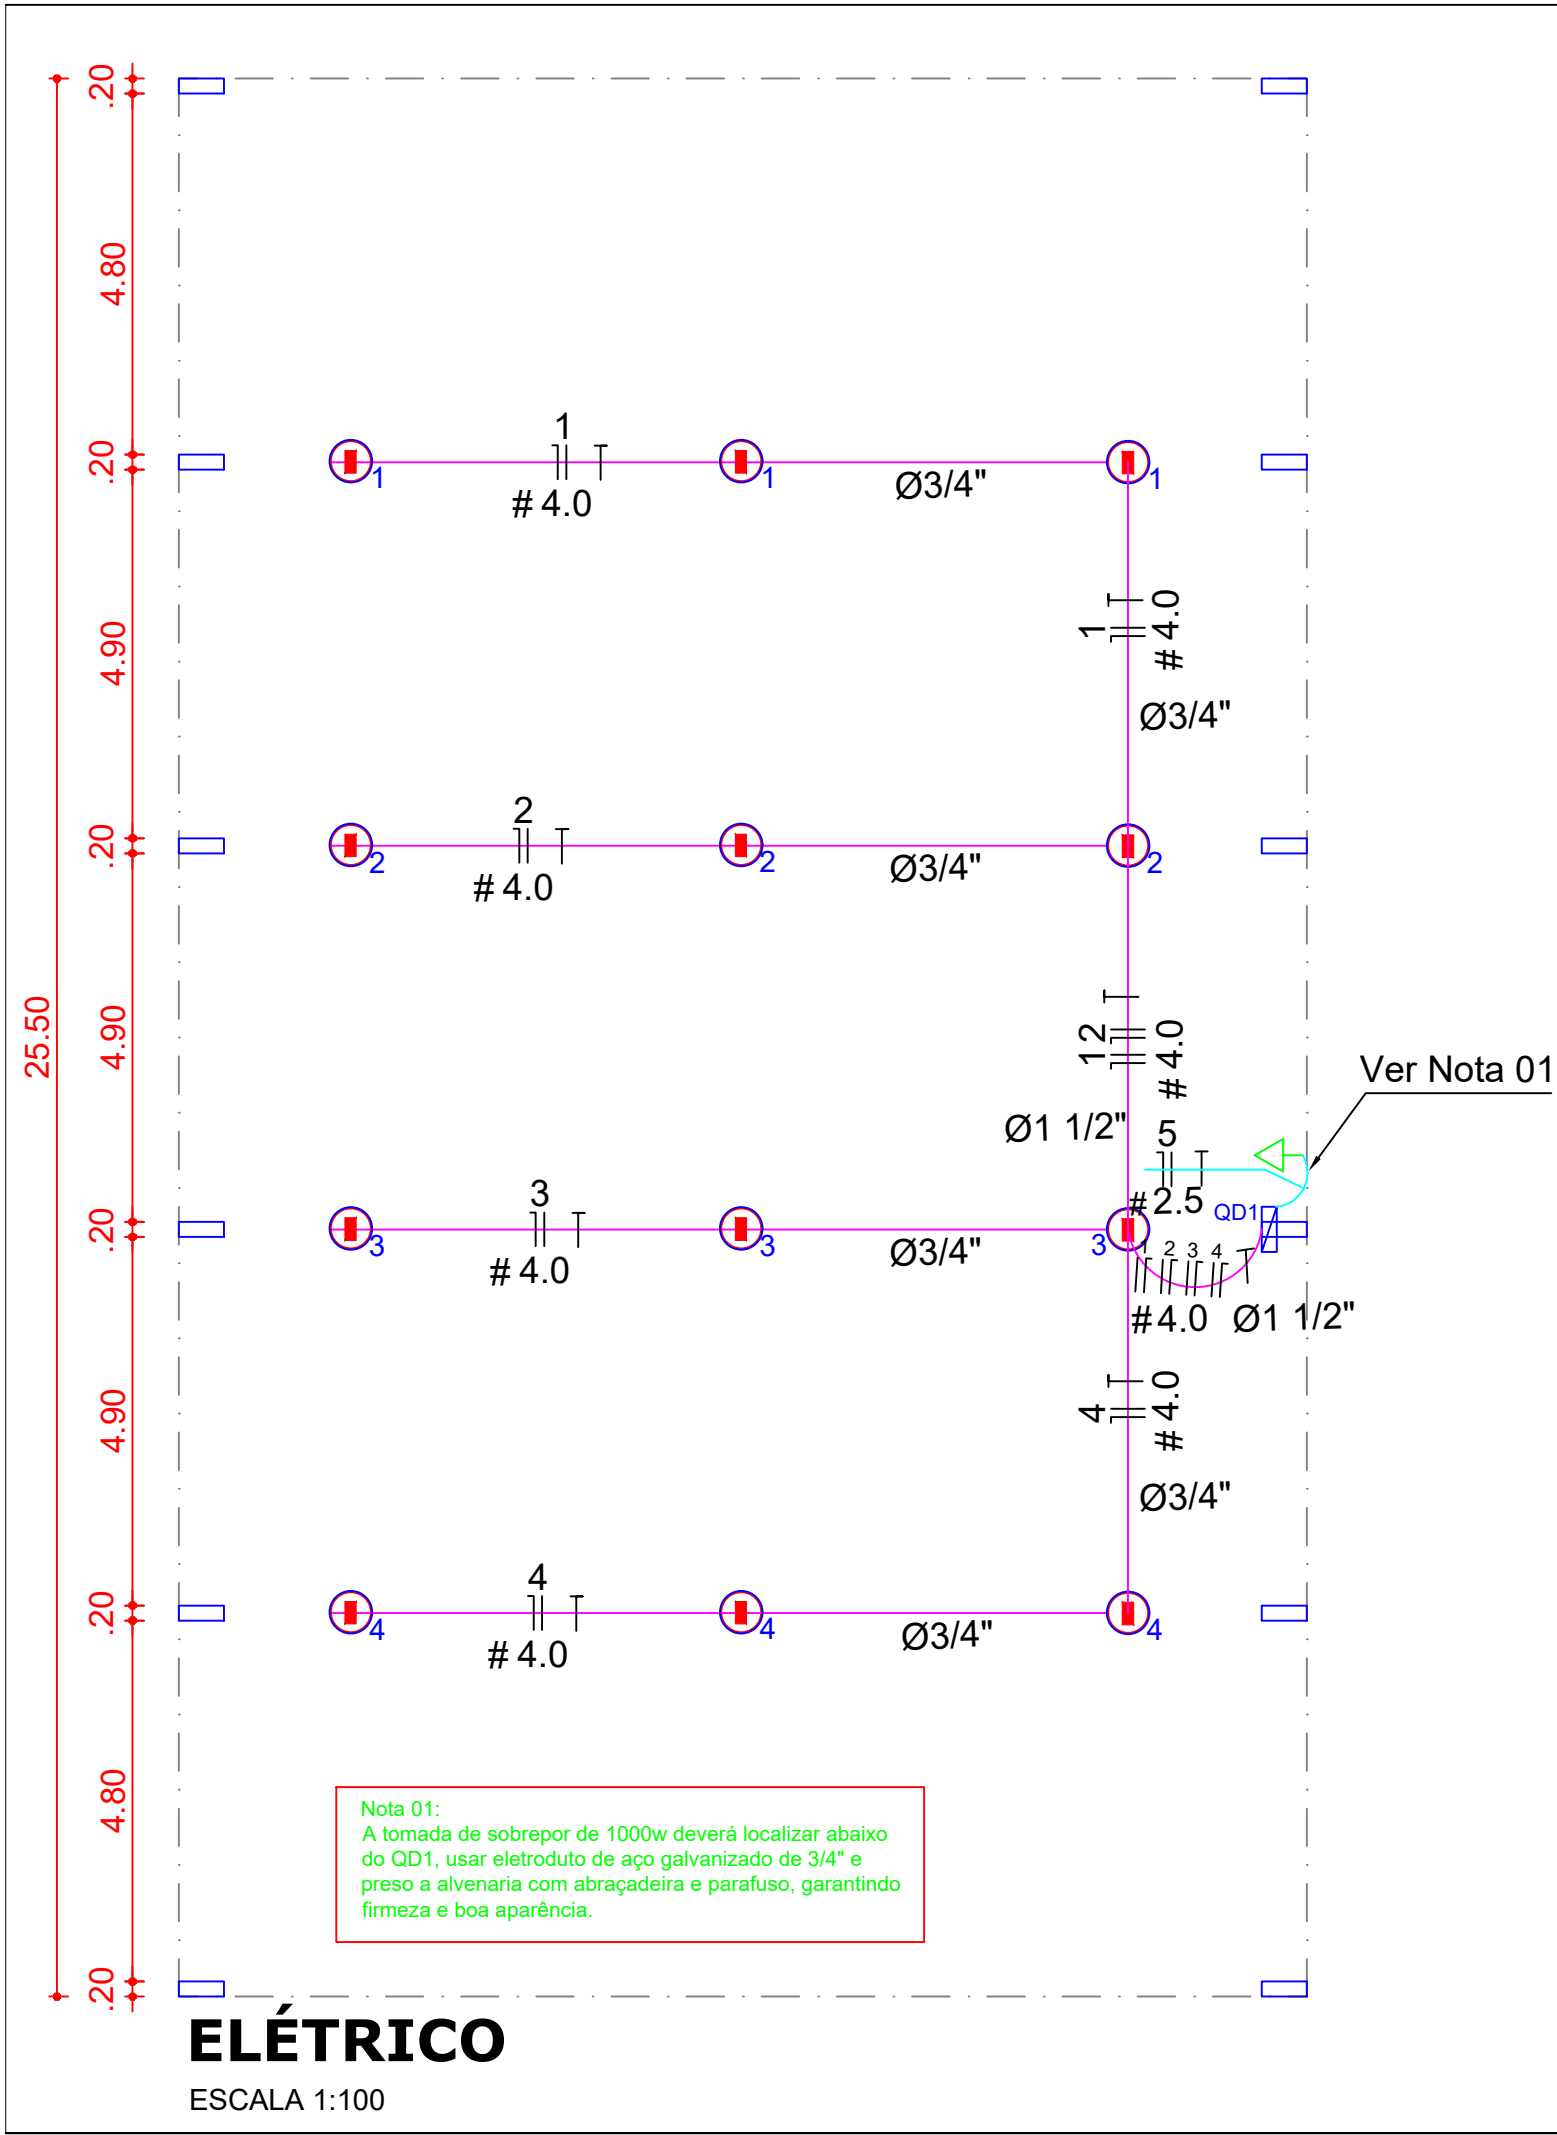 .20
4.80
1
.20
1
1
Ø3/4"
1
# 4.0
4.90
1
# 4.0
Ø3/4"
2
.20
2
2
Ø3/4"
2
# 4.0
25.50
4.90
1 2
# 4.0
Ver Nota 01
Ø1 1/2"
5
# 2.5
QD1
3
.20
3
3
Ø3/4"
3
# 4.0
1 2 3 4
# 4.0 Ø1 1/2"
4.90
4
# 4.0
Ø3/4"
4
.20
4
4
Ø3/4"
4
# 4.0
4.80
Nota 01:
A tomada de sobrepor de 1000w deverá localizar abaixo
do QD1, usar eletroduto de aço galvanizado de 3/4" e
preso a alvenaria com abraçadeira e parafuso, garantindo
firmeza e boa aparência.
.20
ELÉTRICO
ESCALA 1:100